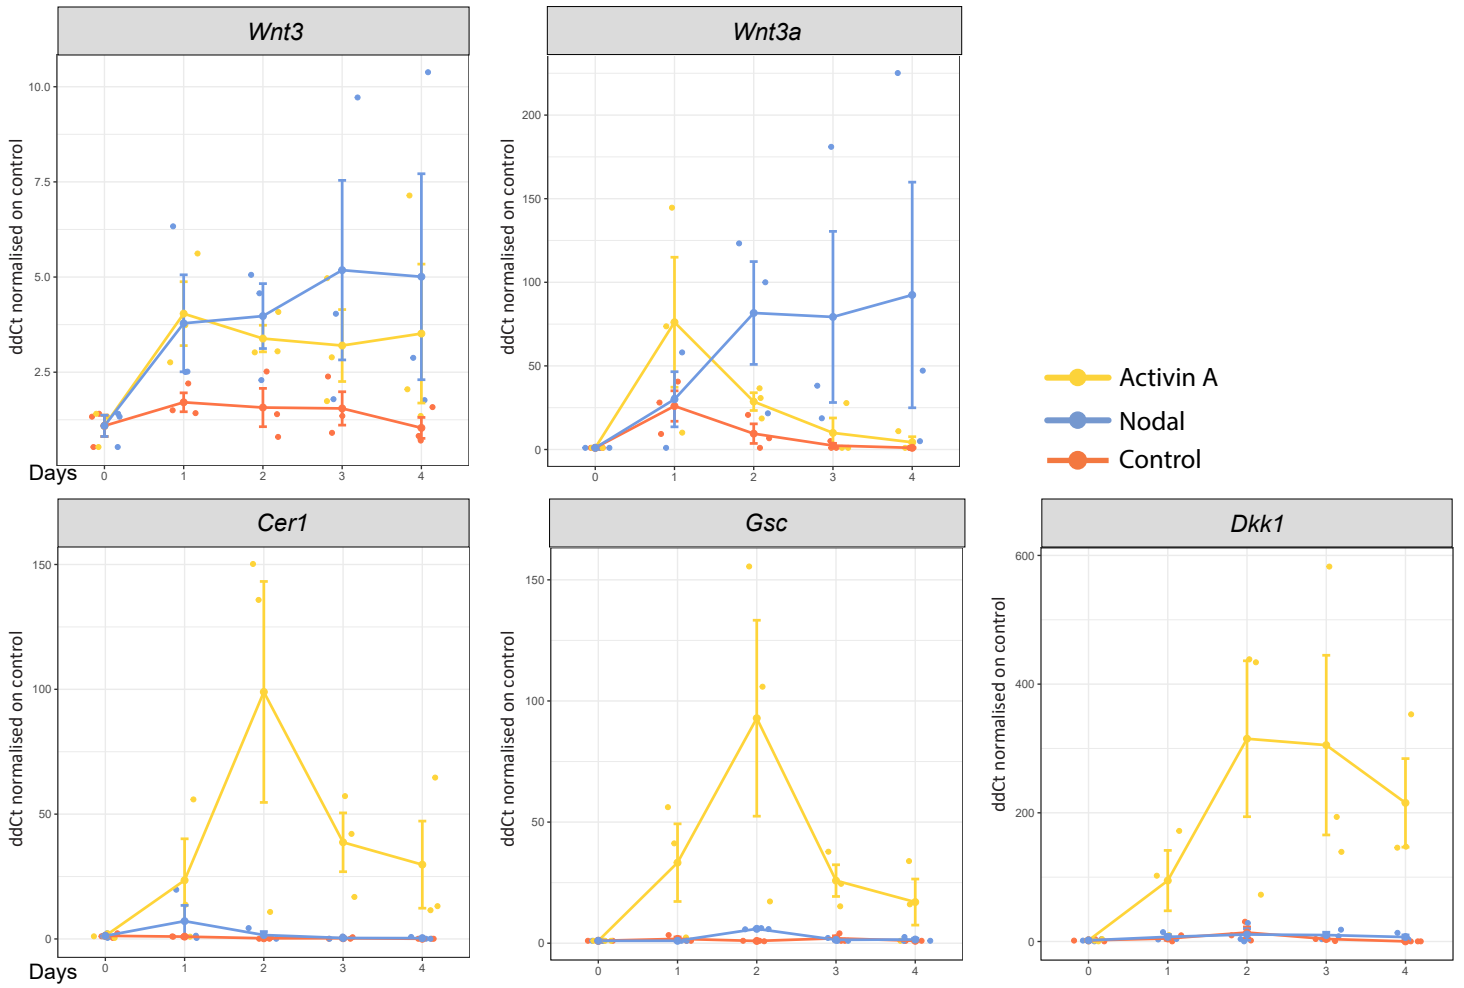 Wnt3
Wnt3a
ddCt normalised on control
10.0
7.5
5.0
2.5
Days
0 1 2 3 4
ddCt normalised on control
200
150
100
50
0
0 1 2 3 4
Activin A
Nodal
Control
Cer1
Gsc
Dkk1
ddCt normalised on control
150
100
50
0
Days
0 1 2 3 4
ddCt normalised on control
150
100
50
0
0 1 2 3 4
ddCt normalised on control
600
400
200
0
0 1 2 3 4